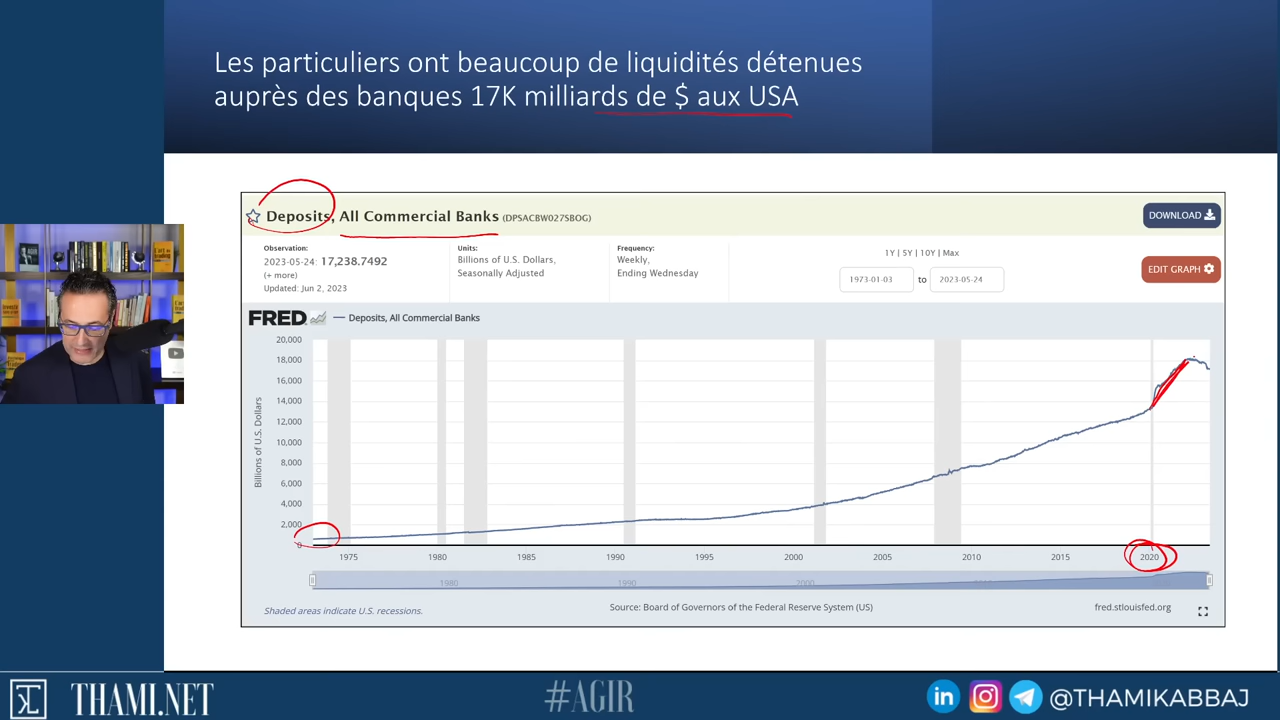 Les particuliers ont beaucoup de liquidités détenues
auprès des banques 17K milliards de $ aux USA
Deposits, All Commercial Banks (DPSACBW027SBOG)
DOWNLOAD
Observation:
2023-05-24: 17,238.7492
(+ more)
Updated: Jun 2, 2023
Units:
Billions of U.S. Dollars,
Seasonally Adjusted
Frequency:
Weekly,
Ending Wednesday
1Y | 5Y | 10Y | Max
1973-01-03 to 2023-05-24
EDIT GRAPH
FRED
Deposits, All Commercial Banks
Billions of U.S. Dollars
20,000
18,000
16,000
14,000
12,000
10,000
8,000
6,000
4,000
2,000
0
1975 1980 1985 1990 1995 2000 2005 2010 2015 2020
1980 1990 2000
Shaded areas indicate U.S. recessions.
Source: Board of Governors of the Federal Reserve System (US)
fred.stlouisfed.org
THAMI.NET
#AGIR
in
@THAMIKABBAJ